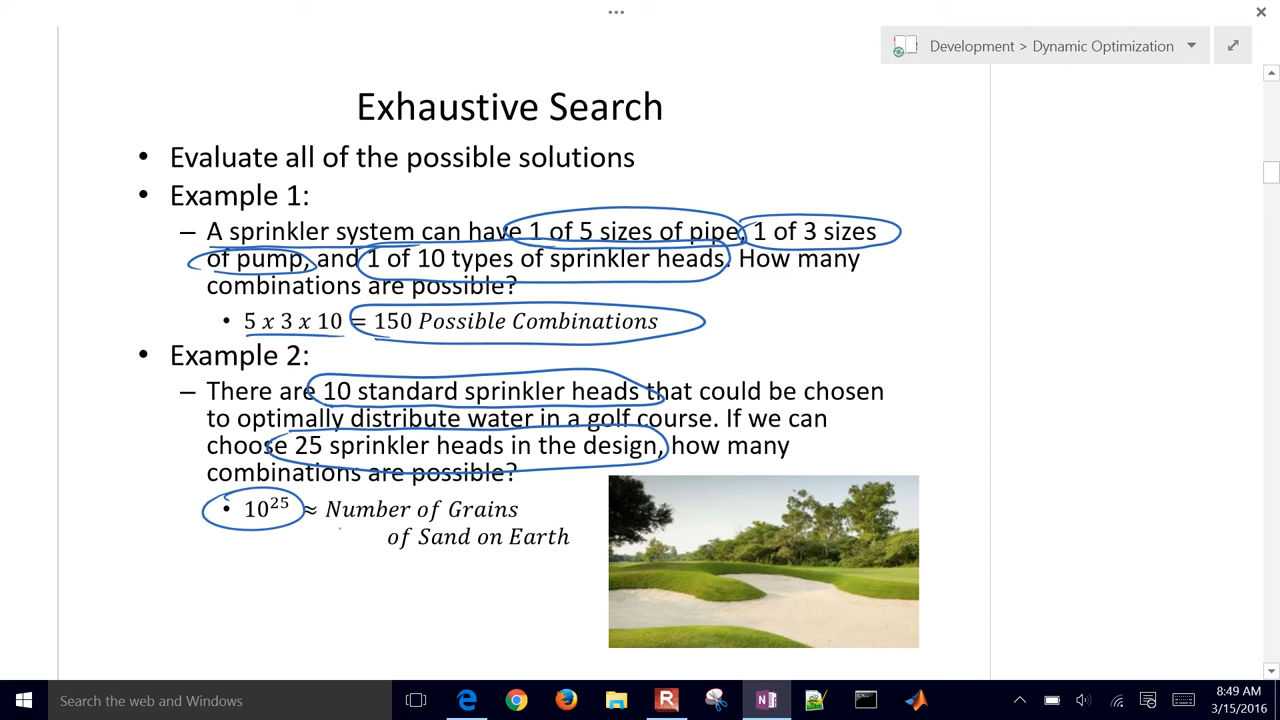 Development > Dynamic Optimization
Exhaustive Search
• Evaluate all of the possible solutions
• Example 1:
– A sprinkler system can have 1 of 5 sizes of pipe, 1 of 3 sizes
of pump, and 1 of 10 types of sprinkler heads. How many
combinations are possible?
• 5 x 3 x 10 = 150 Possible Combinations
• Example 2:
– There are 10 standard sprinkler heads that could be chosen
to optimally distribute water in a golf course. If we can
choose 25 sprinkler heads in the design, how many
combinations are possible?
• 10²⁵ ≈ Number of Grains
of Sand on Earth
Search the web and Windows
8:49 AM
3/15/2016